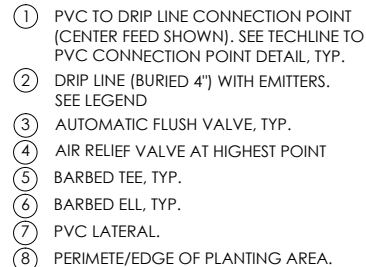 1 PVC TO DRIP LINE CONNECTION POINT
(CENTER FEED SHOWN). SEE TECHLINE TO
PVC CONNECTION POINT DETAIL, TYP.
2 DRIP LINE (BURIED 4") WITH EMITTERS.
SEE LEGEND
3 AUTOMATIC FLUSH VALVE, TYP.
4 AIR RELIEF VALVE AT HIGHEST POINT
5 BARBED TEE, TYP.
6 BARBED ELL, TYP.
7 PVC LATERAL.
8 PERIMETE/EDGE OF PLANTING AREA.